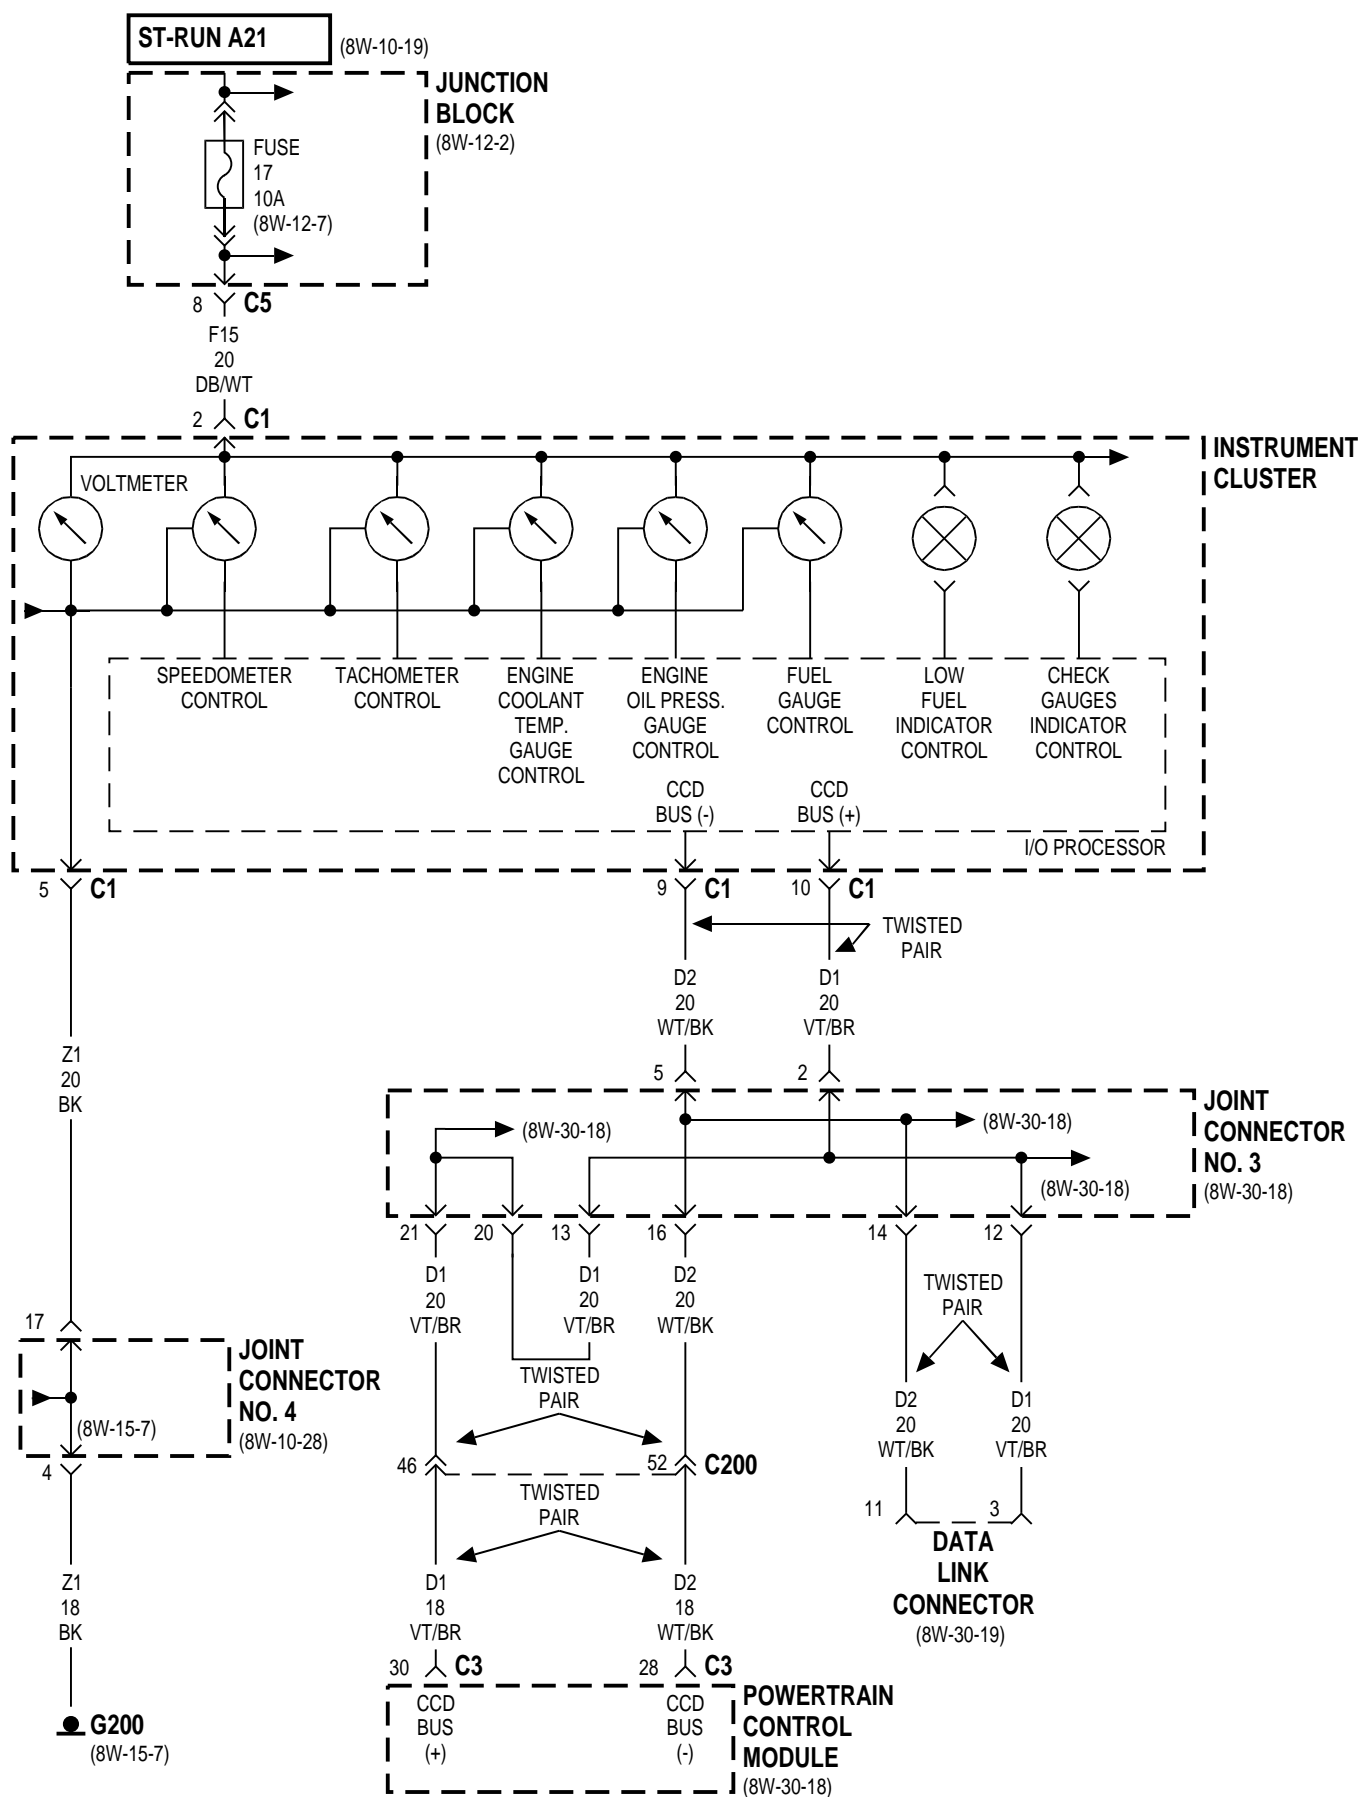 ST-RUN A21
(8W-10-19)
JUNCTION
BLOCK
(8W-12-2)
FUSE
17
10A
(8W-12-7)
8
C5
F15
20
DB/WT
2
C1
INSTRUMENT
CLUSTER
VOLTMETER
SPEEDOMETER
CONTROL
TACHOMETER
CONTROL
ENGINE
COOLANT
TEMP.
GAUGE
CONTROL
ENGINE
OIL PRESS.
GAUGE
CONTROL
FUEL
GAUGE
CONTROL
LOW
FUEL
INDICATOR
CONTROL
CHECK
GAUGES
INDICATOR
CONTROL
CCD
BUS (-)
CCD
BUS (+)
I/O PROCESSOR
5
C1
9
C1
10
C1
TWISTED
PAIR
D2
20
WT/BK
D1
20
VT/BR
Z1
20
BK
5
2
JOINT
CONNECTOR
NO. 3
(8W-30-18)
(8W-30-18)
(8W-30-18)
(8W-30-18)
21
20
13
16
14
12
D1
20
VT/BR
D1
20
VT/BR
D2
20
WT/BK
TWISTED
PAIR
17
JOINT
CONNECTOR
NO. 4
(8W-10-28)
(8W-15-7)
4
TWISTED
PAIR
D2
20
WT/BK
D1
20
VT/BR
46
52
C200
TWISTED
PAIR
11
3
DATA
LINK
CONNECTOR
(8W-30-19)
Z1
18
BK
D1
18
VT/BR
D2
18
WT/BK
30
C3
28
C3
CCD
BUS
(+)
CCD
BUS
(-)
POWERTRAIN
CONTROL
MODULE
(8W-30-18)
G200
(8W-15-7)